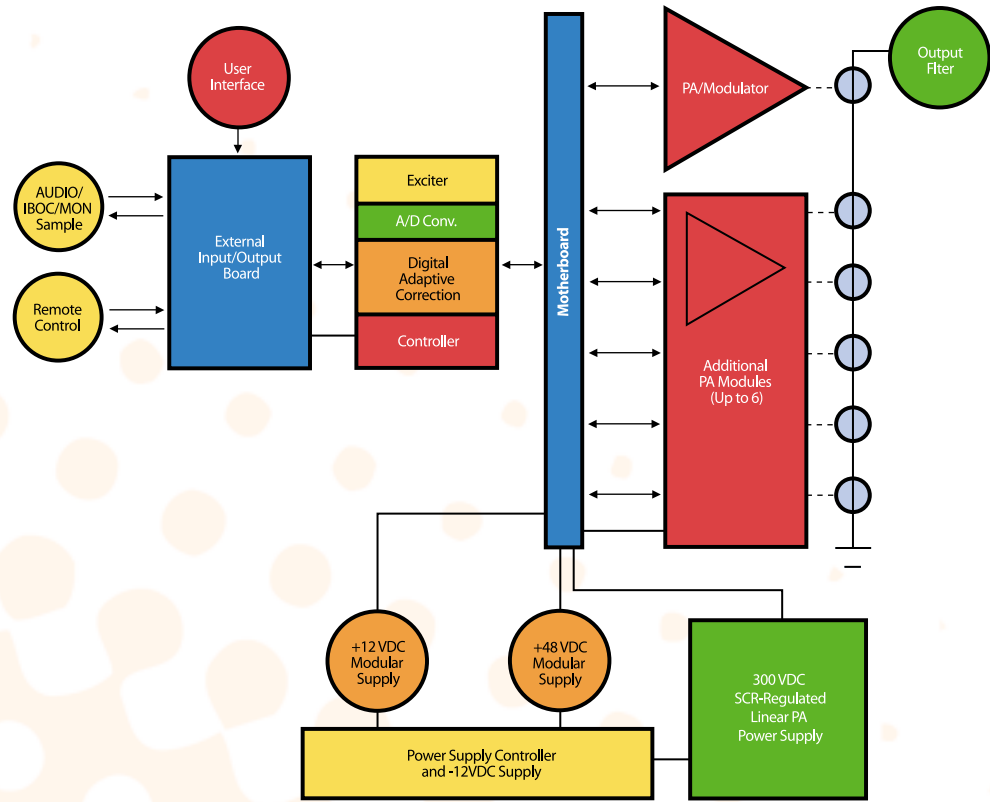 User
Interface
Output
Flter
PA/Modulator
AUDIO/
IBOC/MON
Sample
Remote
Control
External
Input/Output
Board
Exciter
A/D Conv.
Digital
Adaptive
Correction
Controller
Motherboard
Additional
PA Modules
(Up to 6)
+12 VDC
Modular
Supply
+48 VDC
Modular
Supply
300 VDC
SCR-Regulated
Linear PA
Power Supply
Power Supply Controller
and -12VDC Supply